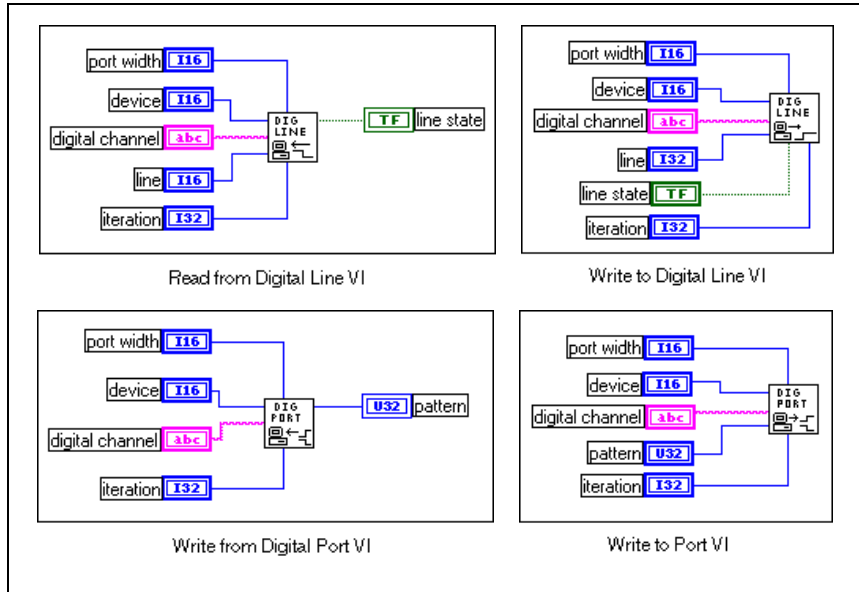 port width I16
device I16
digital channel abc
line I16
iteration I32
DIG
LINE
TF line state
Read from Digital Line VI
port width I16
device I16
digital channel abc
line I32
line state TF
iteration I32
DIG
LINE
Write to Digital Line VI
port width I16
device I16
digital channel abc
iteration I32
DIG
PORT
U32 pattern
Write from Digital Port VI
port width I16
device I16
digital channel abc
pattern U32
iteration I32
DIG
PORT
Write to Port VI